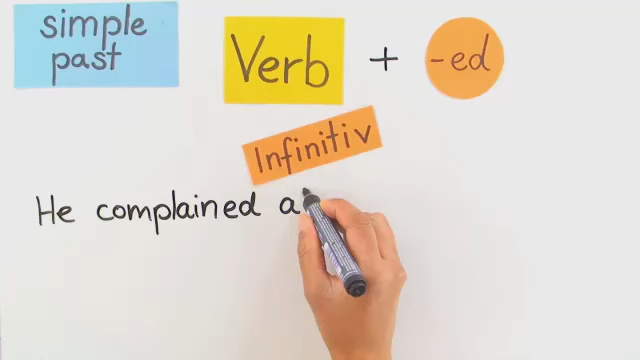 simple
past
Verb + -ed
Infinitiv
He complained a